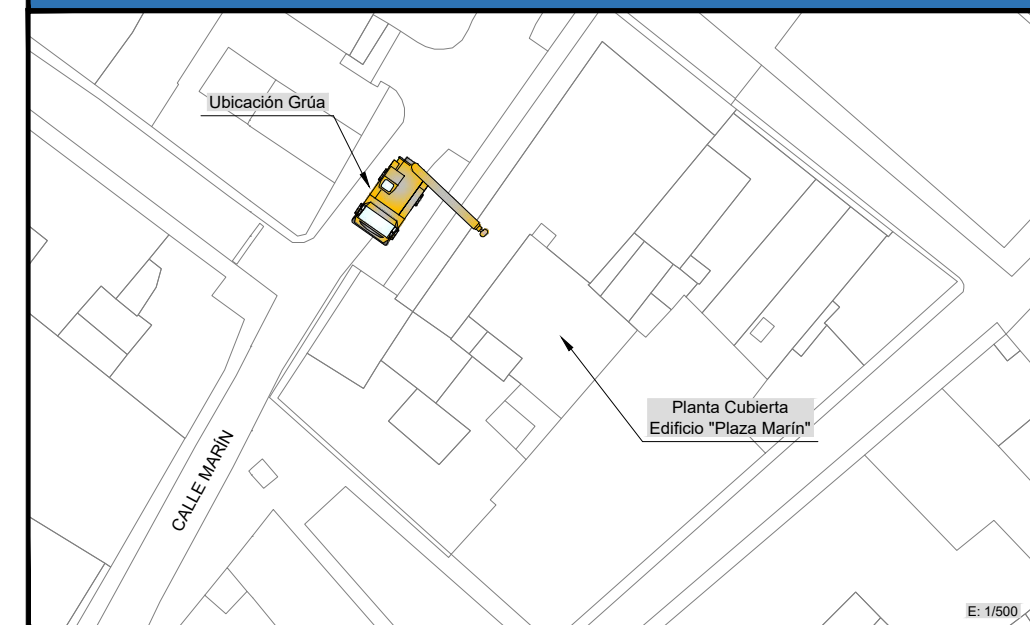 Ubicación Grúa
Planta Cubierta
Edificio "Plaza Marín"
CALLE MARÍN
E: 1/500